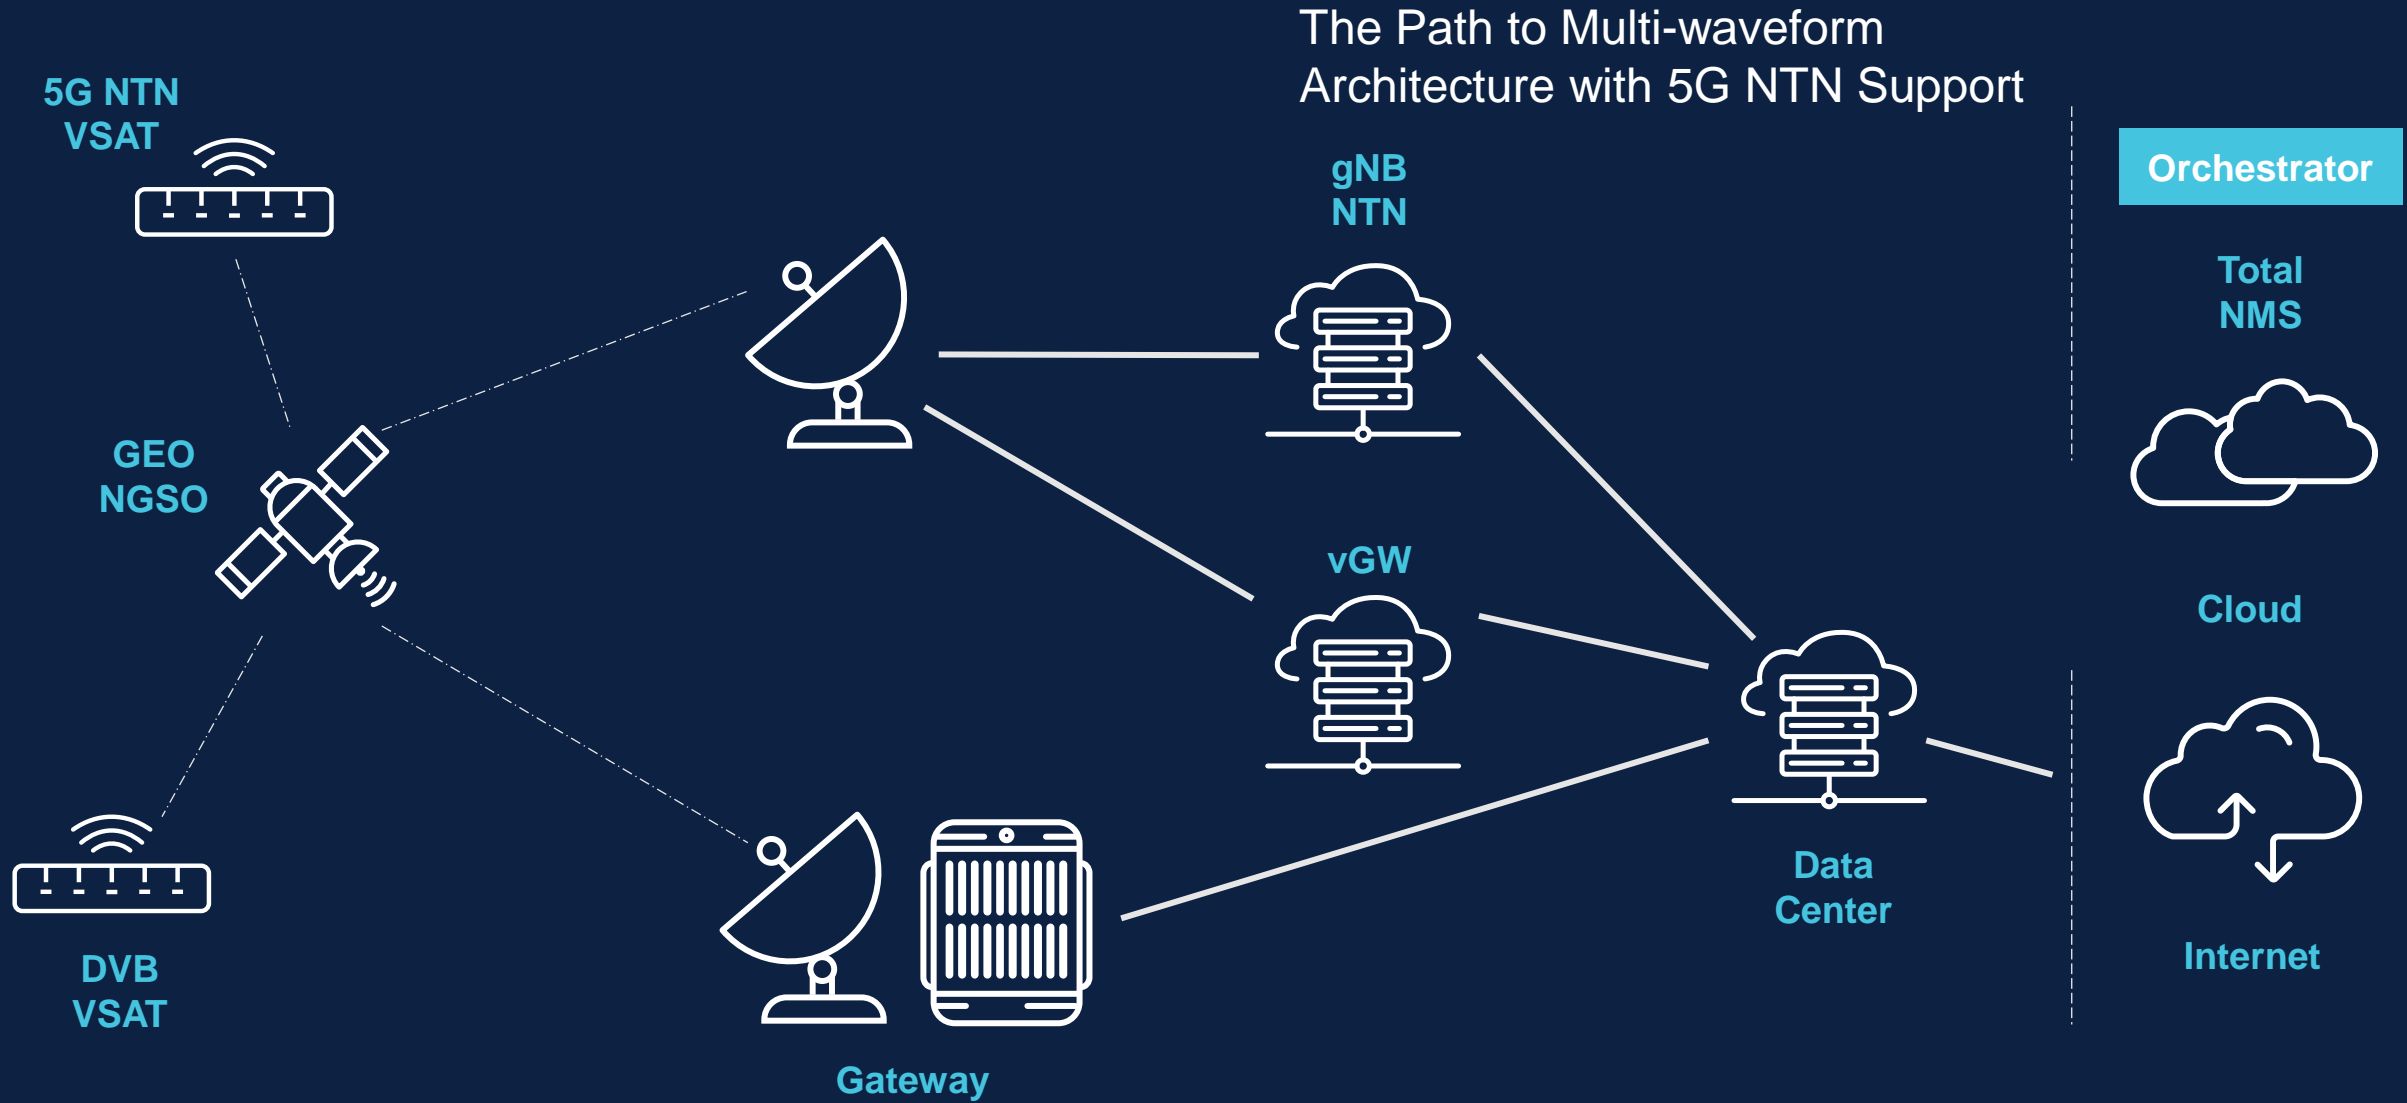 The Path to Multi-waveform
Architecture with 5G NTN Support
5G NTN
VSAT
gNB
NTN
Orchestrator
Total
NMS
GEO
NGSO
vGW
Cloud
Data
Center
Internet
DVB
VSAT
Gateway